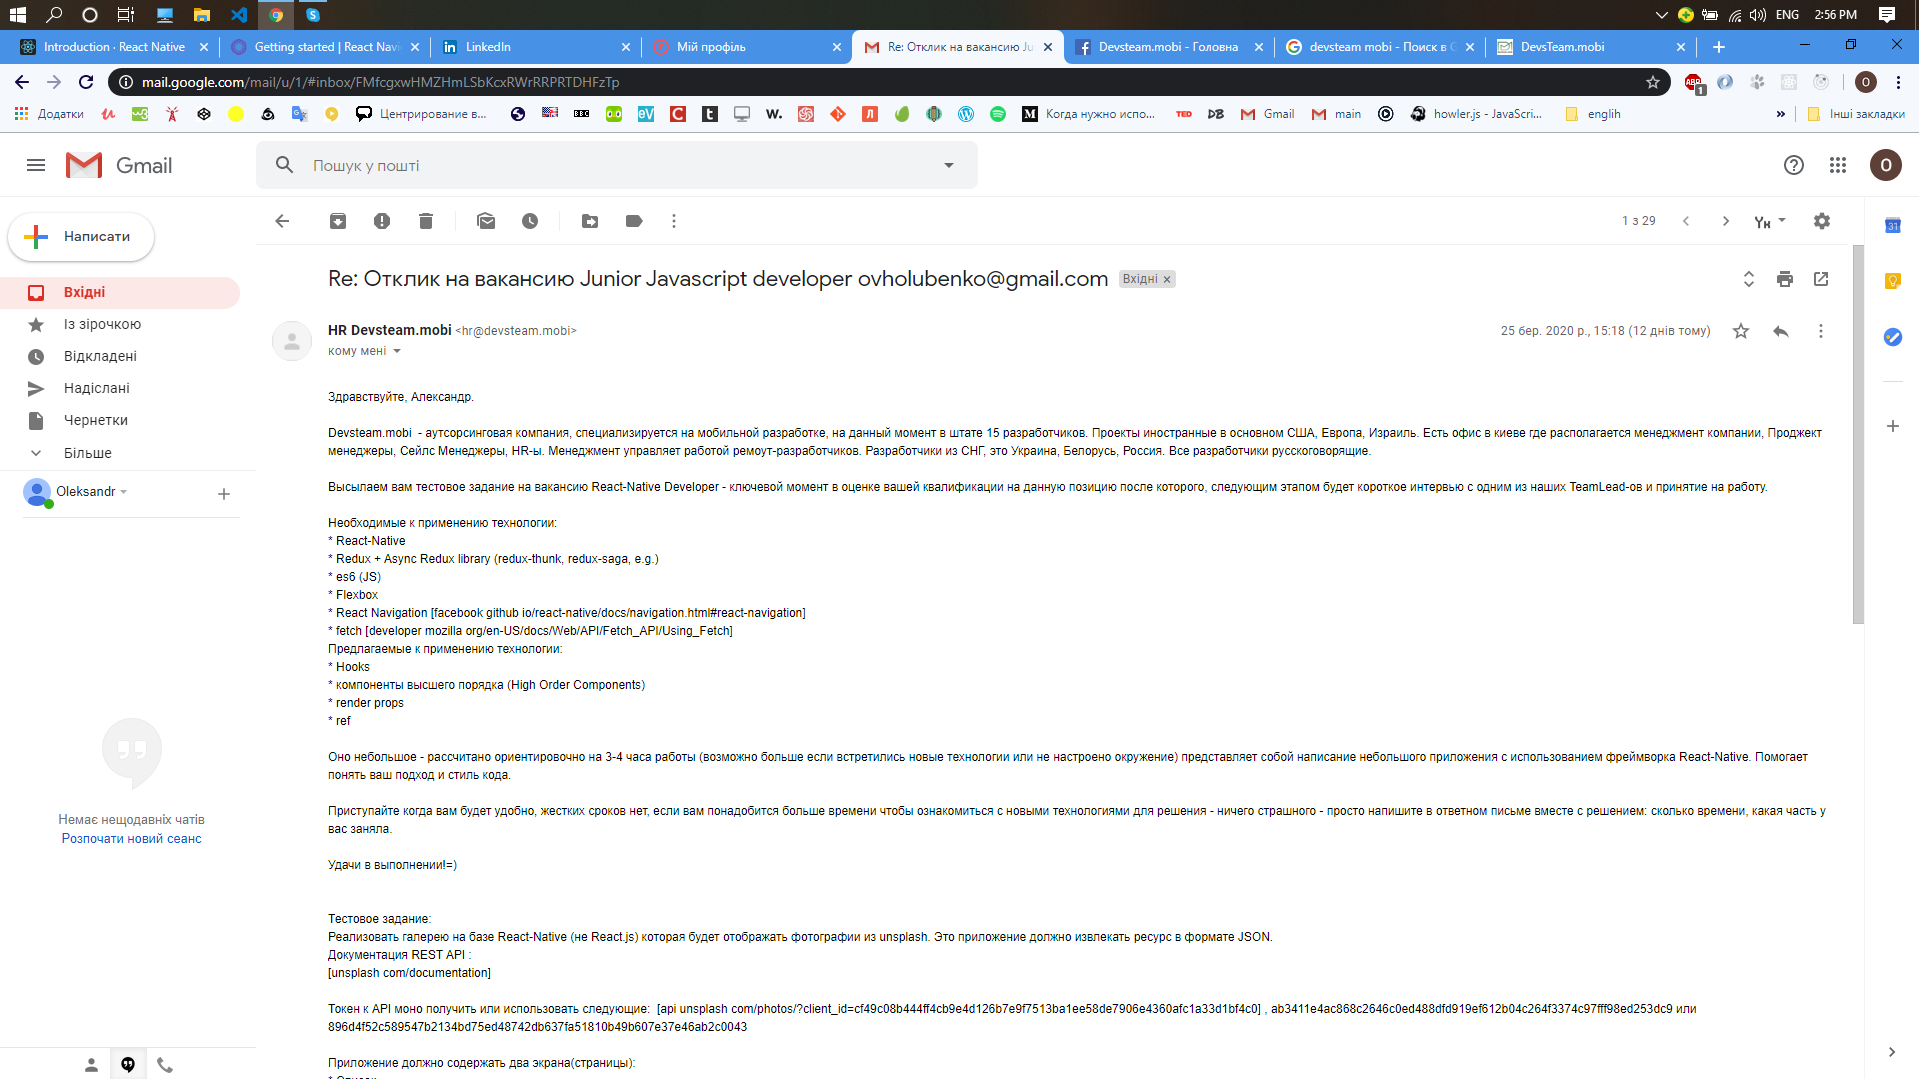 ENG
2:56 PM
Introduction · React Native
Getting started | React Navi
LinkedIn
Мій профіль
Re: Отклик на вакансию Ju
Devsteam.mobi - Головна
devsteam mobi - Поиск в G
DevsTeam.mobi
mail.google.com/mail/u/1/#inbox/FMfcgxwHMZHmLSbKcxRWrRRPRTDHFzTp
Додатки
Центрирование в...
Когда нужно испо...
TED
Gmail
main
howler.js - JavaScri...
englih
Інші закладки
Gmail
Пошук у пошті
O
Написати
1 з 29
Вхідні
Із зірочкою
Відкладені
Надіслані
Чернетки
Більше
Oleksandr
Немає нещодавніх чатів
Розпочати новий сеанс
Re: Отклик на вакансию Junior Javascript developer ovholubenko@gmail.com
Вхідні ×
HR Devsteam.mobi <hr@devsteam.mobi>
25 бер. 2020 р., 15:18 (12 днів тому)
кому мені
Здравствуйте, Александр.
Devsteam.mobi - аутсорсинговая компания, специализируется на мобильной разработке, на данный момент в штате 15 разработчиков. Проекты иностранные в основном США, Европа, Израиль. Есть офис в киеве где располагается менеджмент компании, Проджект
менеджеры, Сейлс Менеджеры, HR-ы. Менеджмент управляет работой ремоут-разработчиков. Разработчики из СНГ, это Украина, Белорусь, Россия. Все разработчики русскоговорящие.
Высылаем вам тестовое задание на вакансию React-Native Developer - ключевой момент в оценке вашей квалификации на данную позицию после которого, следующим этапом будет короткое интервью с одним из наших TeamLead-ов и принятие на работу.
Необходимые к применению технологии:
* React-Native
* Redux + Async Redux library (redux-thunk, redux-saga, e.g.)
* es6 (JS)
* Flexbox
* React Navigation [facebook github io/react-native/docs/navigation.html#react-navigation]
* fetch [developer mozilla org/en-US/docs/Web/API/Fetch_API/Using_Fetch]
Предлагаемые к применению технологии:
* Hooks
* компоненты высшего порядка (High Order Components)
* render props
* ref
Оно небольшое - рассчитано ориентировочно на 3-4 часа работы (возможно больше если встретились новые технологии или не настроено окружение) представляет собой написание небольшого приложения с использованием фреймворка React-Native. Помогает
понять ваш подход и стиль кода.
Приступайте когда вам будет удобно, жестких сроков нет, если вам понадобится больше времени чтобы ознакомиться с новыми технологиями для решения - ничего страшного - просто напишите в ответном письме вместе с решением: сколько времени, какая часть у
вас заняла.
Удачи в выполнении!=)
Тестовое задание:
Реализовать галерею на базе React-Native (не React.js) которая будет отображать фотографии из unsplash. Это приложение должно извлекать ресурс в формате JSON.
Документация REST API :
[unsplash com/documentation]
Токен к API моно получить или использовать следующие: [api unsplash com/photos/?client_id=cf49c08b444ff4cb9e4d126b7e9f7513ba1ee58de7906e4360afc1a33d1bf4c0] , ab3411e4ac868c2646c0ed488dfd919ef612b04c264f3374c97fff98ed253dc9 или
896d4f52c589547b2134bd75ed48742db637fa51810b49b607e37e46ab2c0043
Приложение должно содержать два экрана(страницы):
* Список